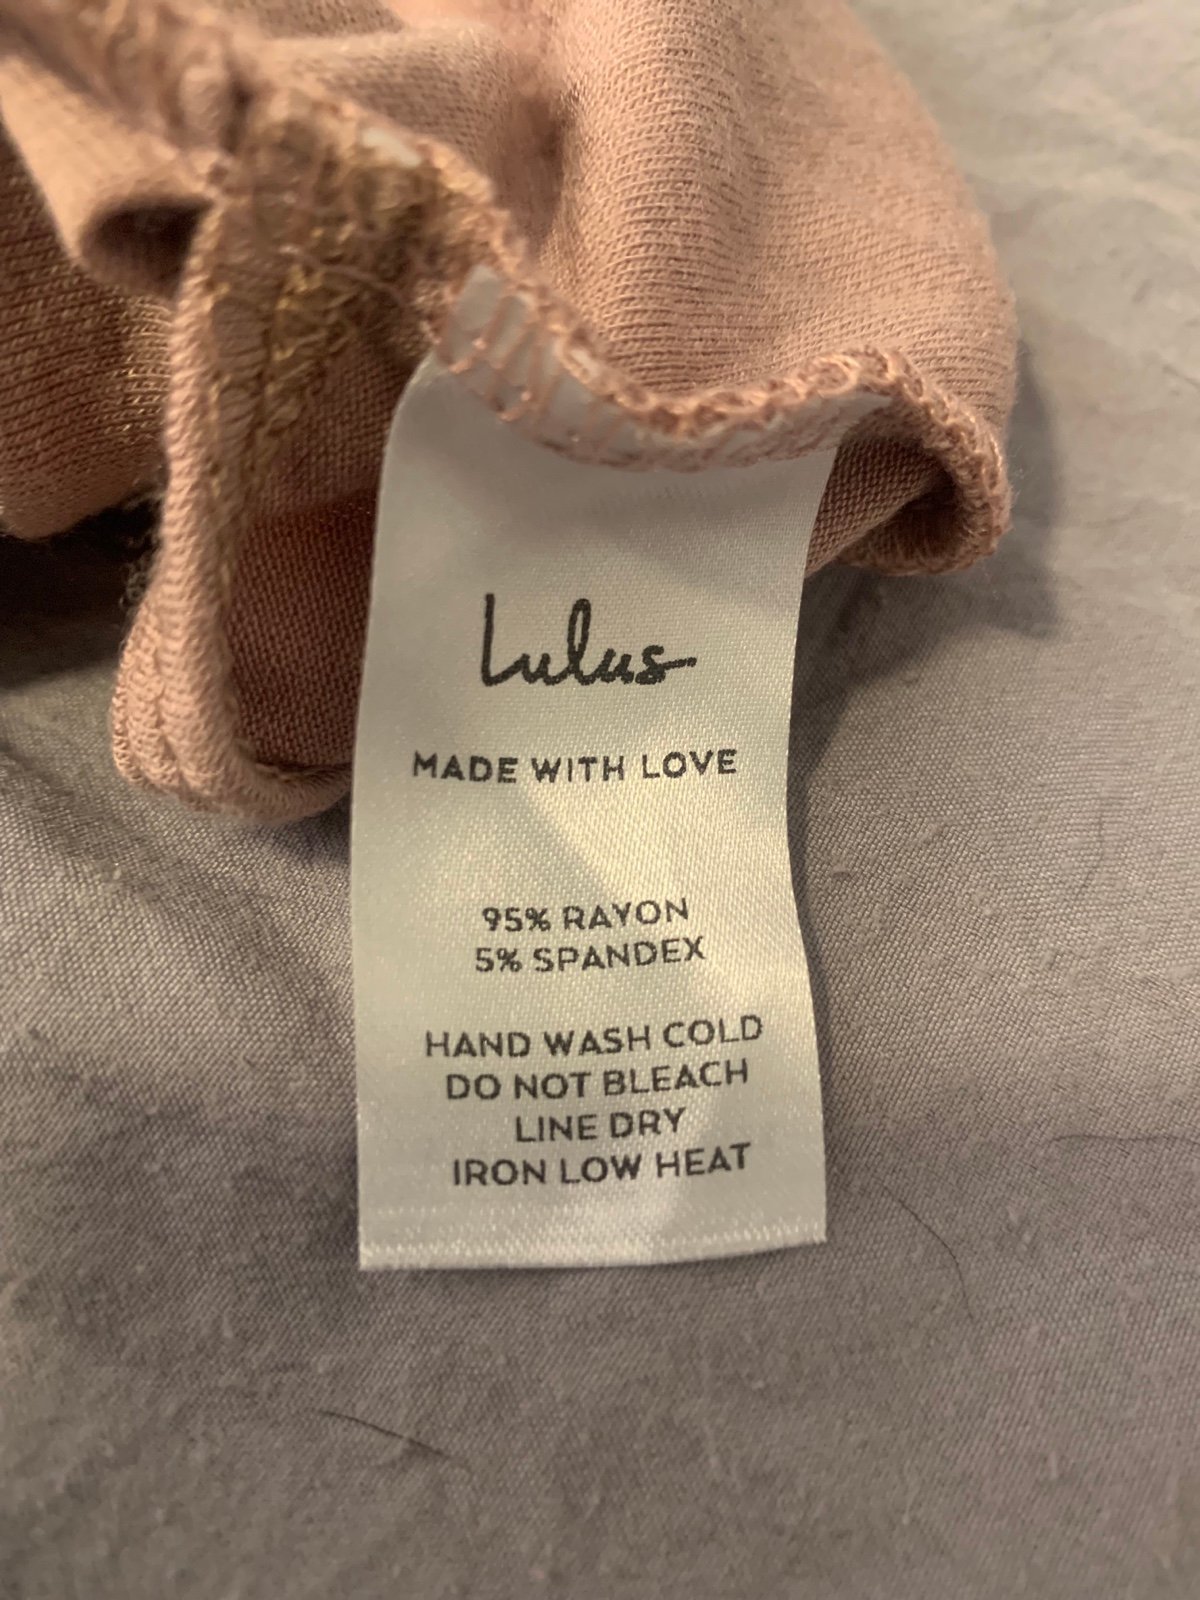 Lulus
MADE WITH LOVE
95% RAYON
5% SPANDEX
HAND WASH COLD
DO NOT BLEACH
LINE DRY
IRON LOW HEAT